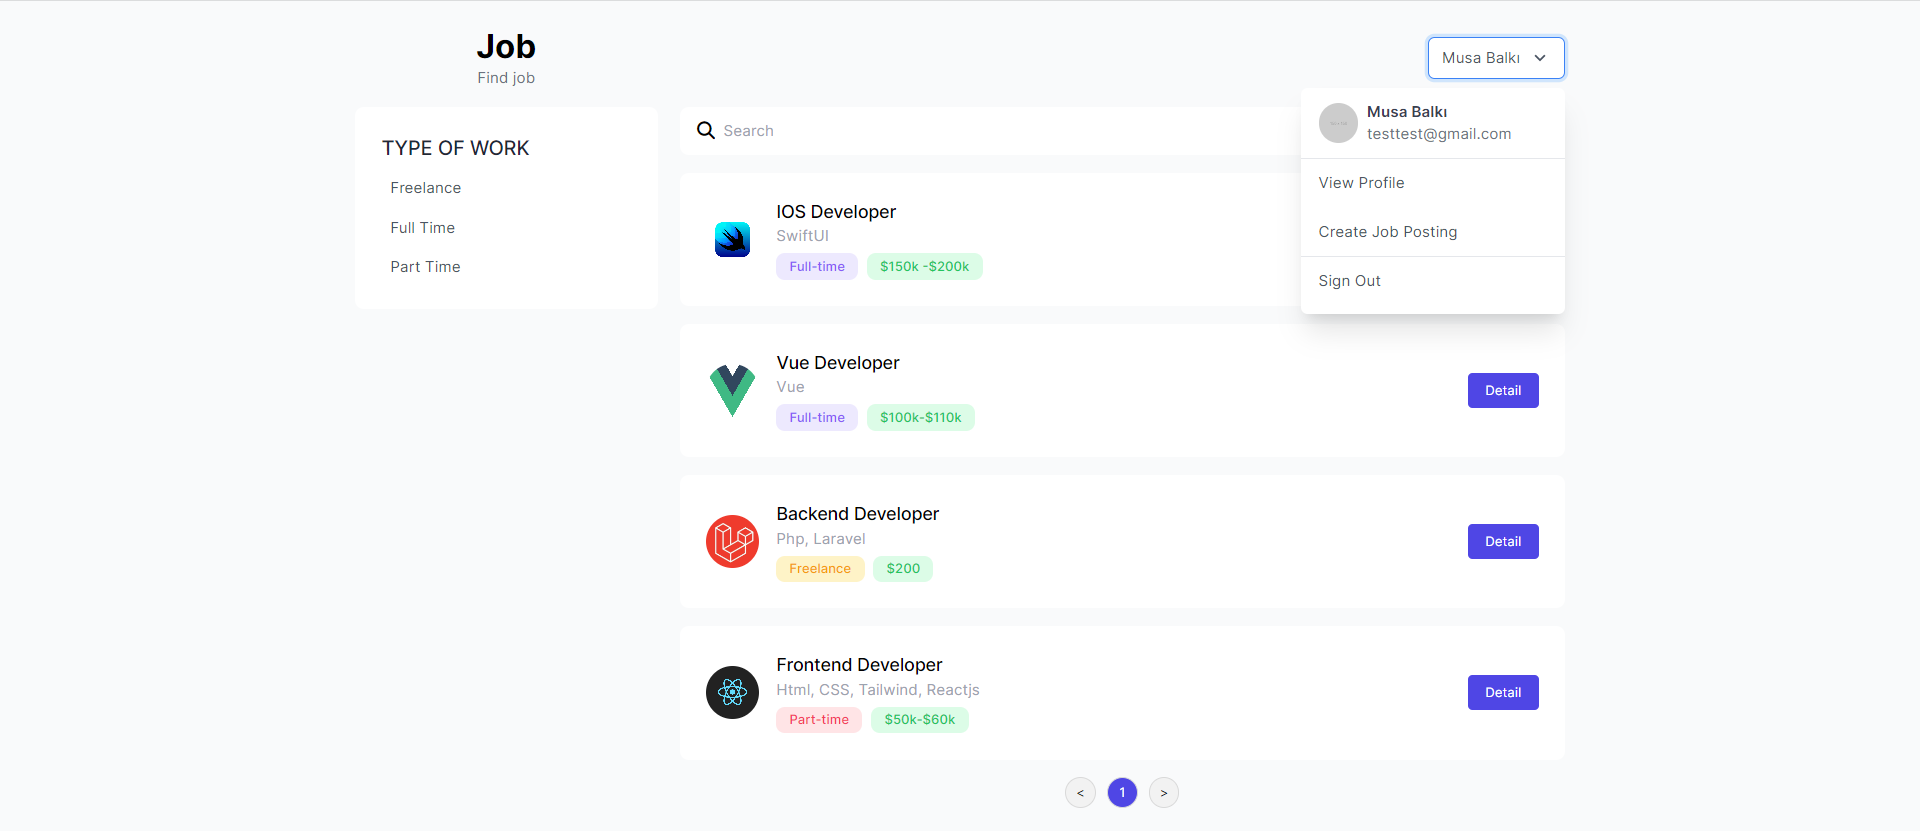 Job
Find job
Musa Balkı
Musa Balkı
testtest@gmail.com
View Profile
Create Job Posting
Sign Out
TYPE OF WORK
Freelance
Full Time
Part Time
Search
IOS Developer
SwiftUI
Full-time $150k -$200k
Vue Developer
Vue
Full-time $100k-$110k
Detail
Backend Developer
Php, Laravel
Freelance $200
Detail
Frontend Developer
Html, CSS, Tailwind, Reactjs
Part-time $50k-$60k
Detail
< 1 >